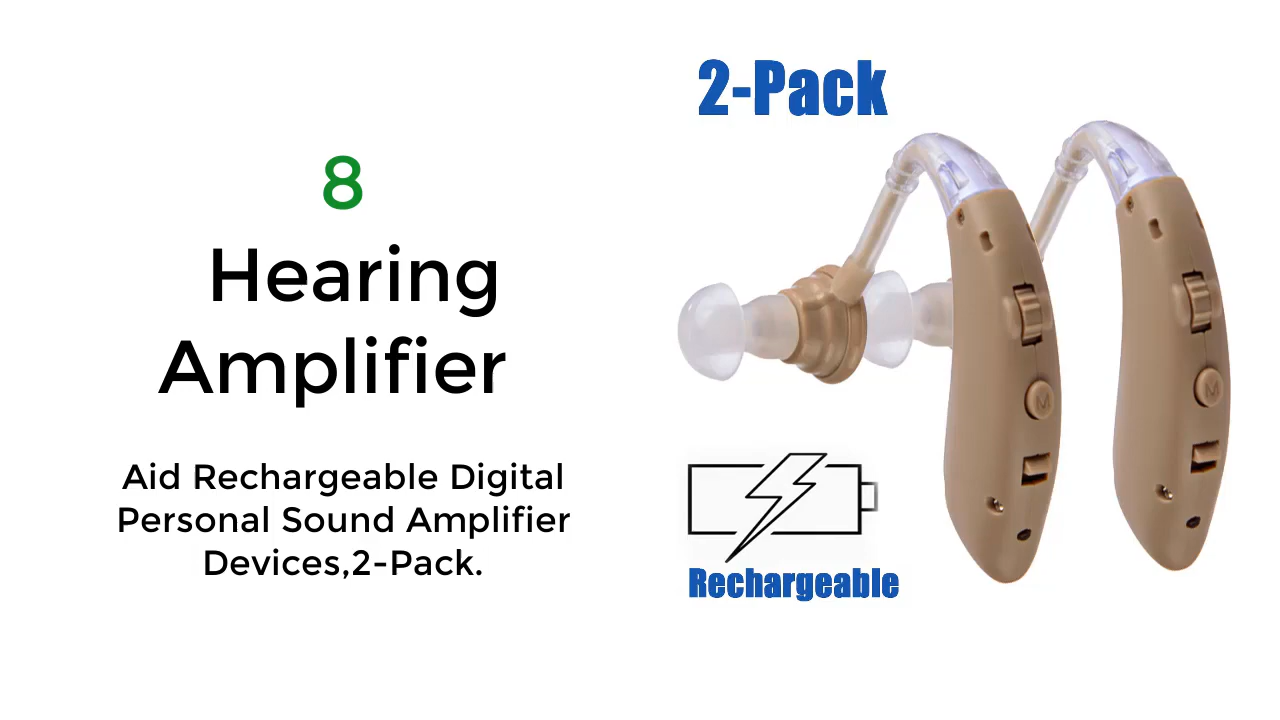 8
Hearing
Amplifier
Aid Rechargeable Digital
Personal Sound Amplifier
Devices,2-Pack.
2-Pack
Rechargeable
M
M